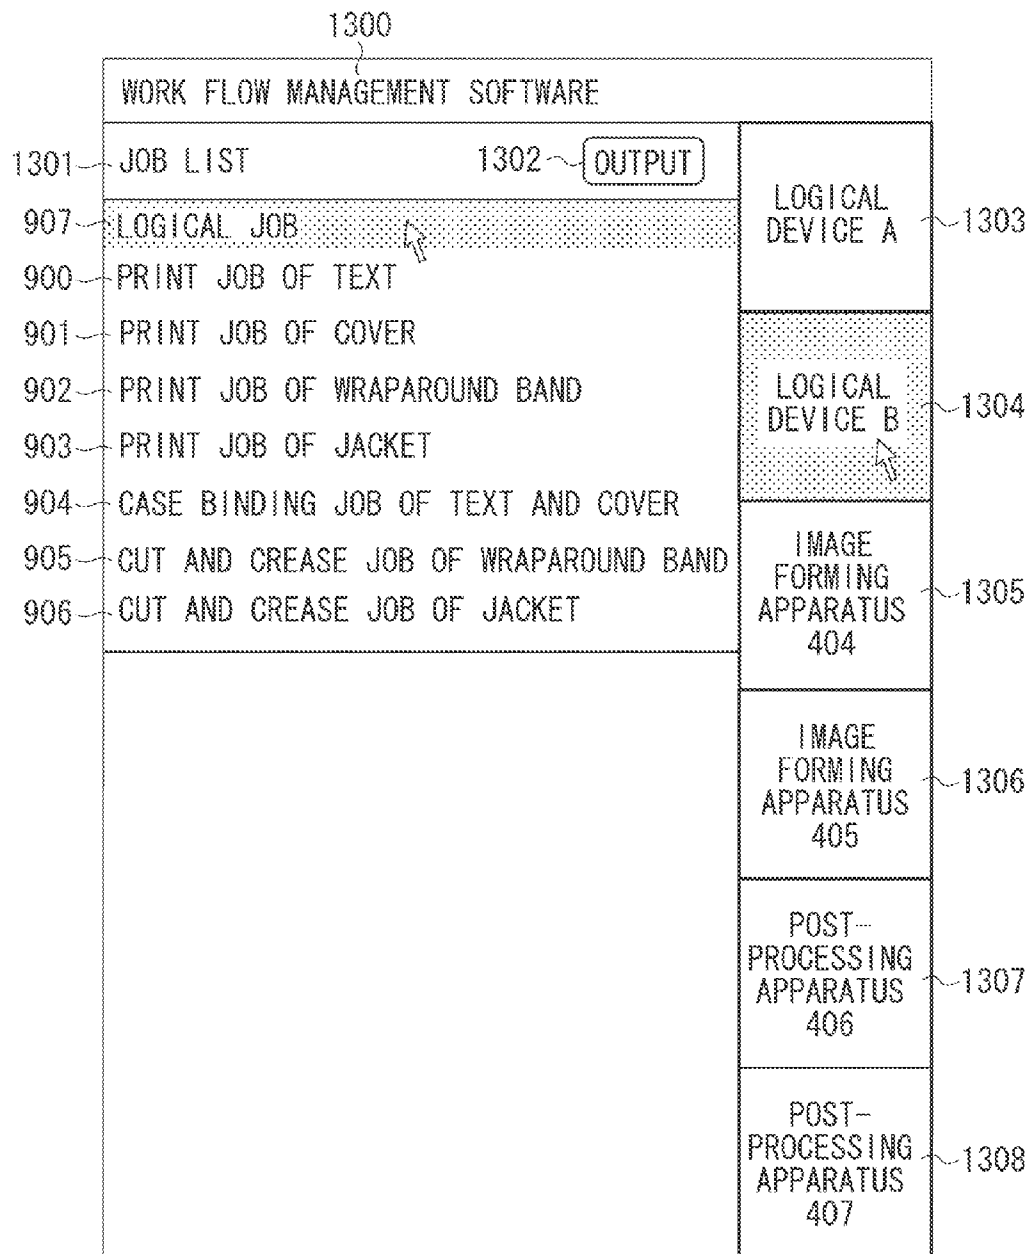 1300
WORK FLOW MANAGEMENT SOFTWARE
1301 JOB LIST 1302 OUTPUT
907 LOGICAL JOB
900 PRINT JOB OF TEXT
901 PRINT JOB OF COVER
902 PRINT JOB OF WRAPAROUND BAND
903 PRINT JOB OF JACKET
904 CASE BINDING JOB OF TEXT AND COVER
905 CUT AND CREASE JOB OF WRAPAROUND BAND
906 CUT AND CREASE JOB OF JACKET
LOGICAL
DEVICE A
1303
LOGICAL
DEVICE B
1304
IMAGE
FORMING
APPARATUS
404
1305
IMAGE
FORMING
APPARATUS
405
1306
POST-
PROCESSING
APPARATUS
406
1307
POST-
PROCESSING
APPARATUS
407
1308